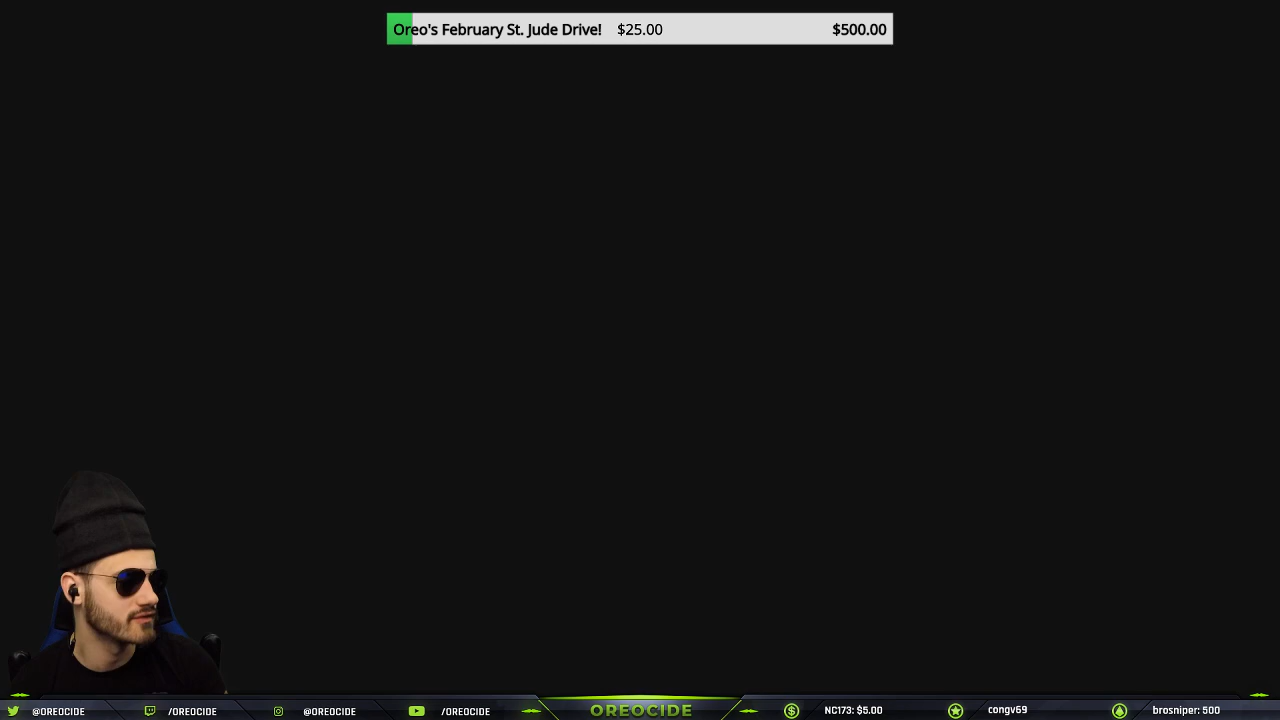 Oreo's February St. Jude Drive! $25.00 $500.00
@OREOCIDE /OREOCIDE @OREOCIDE /OREOCIDE OREOCIDE NC173: $5.00 congv69 brosniper: 500